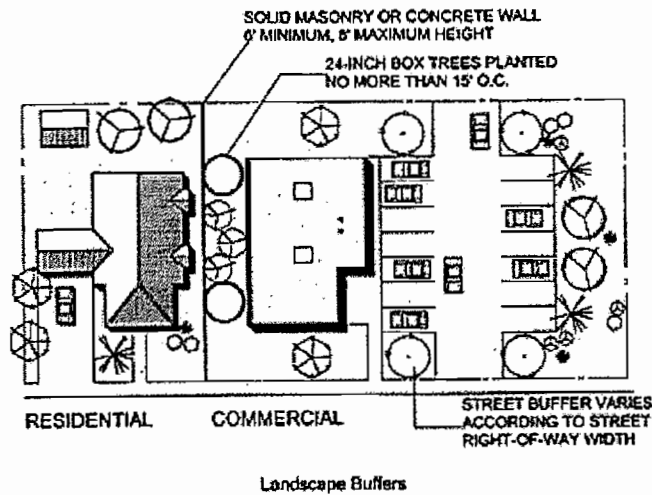 SOLID MASONRY OR CONCRETE WALL
6' MINIMUM, 8' MAXIMUM HEIGHT
24-INCH BOX TREES PLANTED
NO MORE THAN 15' O.C.
RESIDENTIAL
COMMERCIAL
STREET BUFFER VARIES
ACCORDING TO STREET
RIGHT-OF-WAY WIDTH
Landscape Buffers